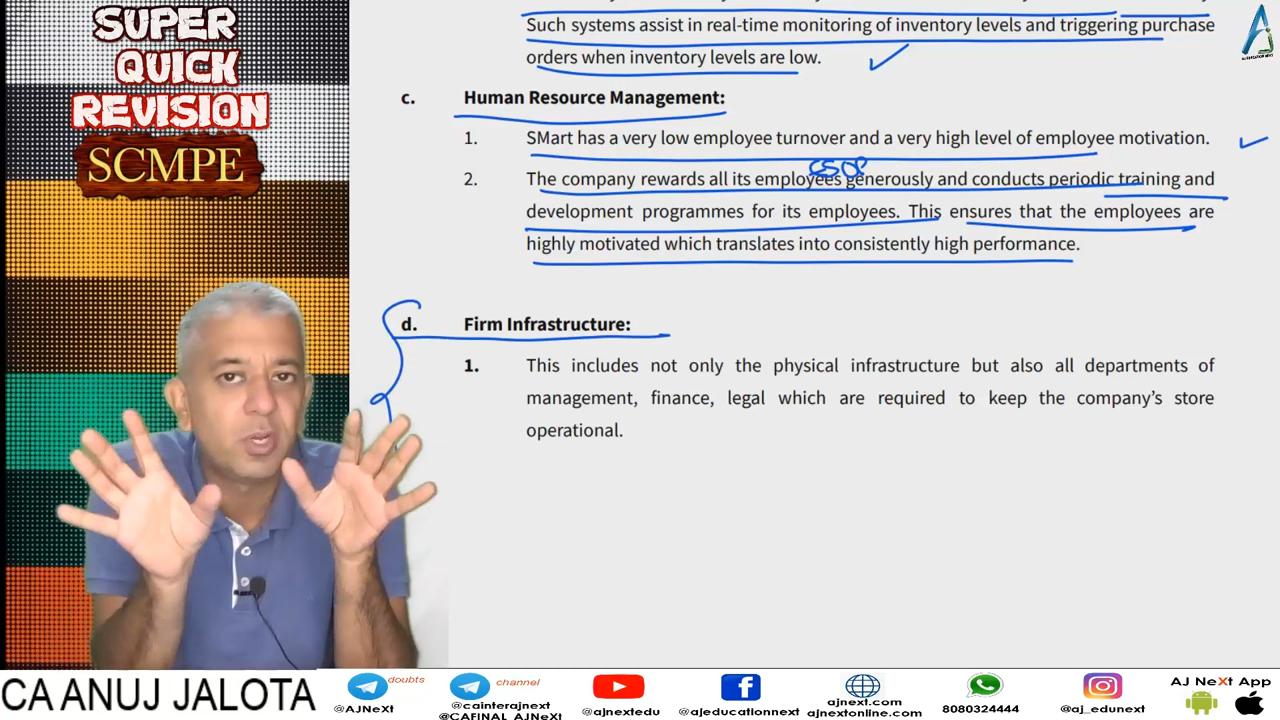 SUPER
QUICK
REVISION
SCMPE
Such systems assist in real-time monitoring of inventory levels and triggering purchase
orders when inventory levels are low.
c. Human Resource Management:
1. SMart has a very low employee turnover and a very high level of employee motivation.
ESOP
2. The company rewards all its employees generously and conducts periodic training and
development programmes for its employees. This ensures that the employees are
highly motivated which translates into consistently high performance.
d. Firm Infrastructure:
1. This includes not only the physical infrastructure but also all departments of
management, finance, legal which are required to keep the company’s store
operational.
CA ANUJ JALOTA
doubts
@AJNeXt
channel
@cainterajnext
@CAFINAL_AJNeXt
@ajnextedu
@ajeducationnext
ajnext.com
ajnextonline.com
8080324444
@aj_edunext
AJ NeXt App